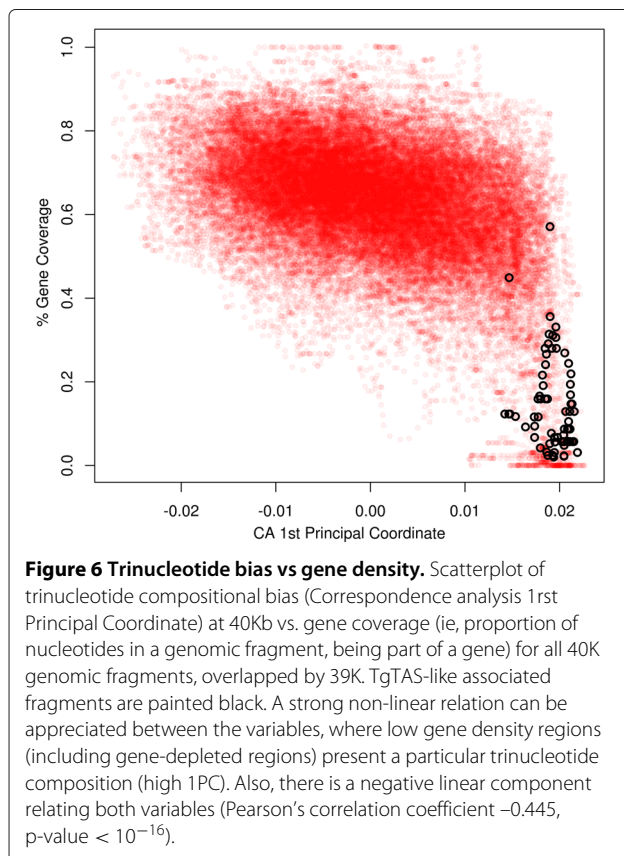 1.0
0.8
0.6
0.4
0.2
0.0
% Gene Coverage
-0.02 -0.01 0.00 0.01 0.02
CA 1st Principal Coordinate
Figure 6 Trinucleotide bias vs gene density. Scatterplot of
trinucleotide compositional bias (Correspondence analysis 1rst
Principal Coordinate) at 40Kb vs. gene coverage (ie, proportion of
nucleotides in a genomic fragment, being part of a gene) for all 40K
genomic fragments, overlapped by 39K. TgTAS-like associated
fragments are painted black. A strong non-linear relation can be
appreciated between the variables, where low gene density regions
(including gene-depleted regions) present a particular trinucleotide
composition (high 1PC). Also, there is a negative linear component
relating both variables (Pearson's correlation coefficient –0.445,
p-value < 10⁻¹⁶).